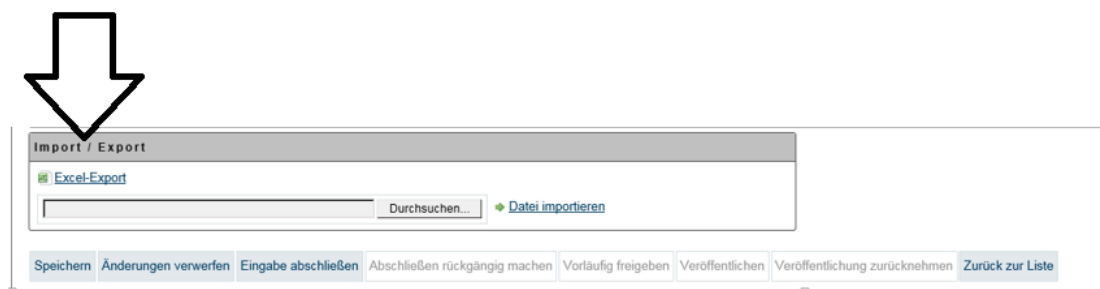 Import / Export
Excel-Export
Durchsuchen... Datei importieren
Speichern Änderungen verwerfen Eingabe abschließen Abschließen rückgängig machen Vorläufig freigeben Veröffentlichen Veröffentlichung zurücknehmen Zurück zur Liste